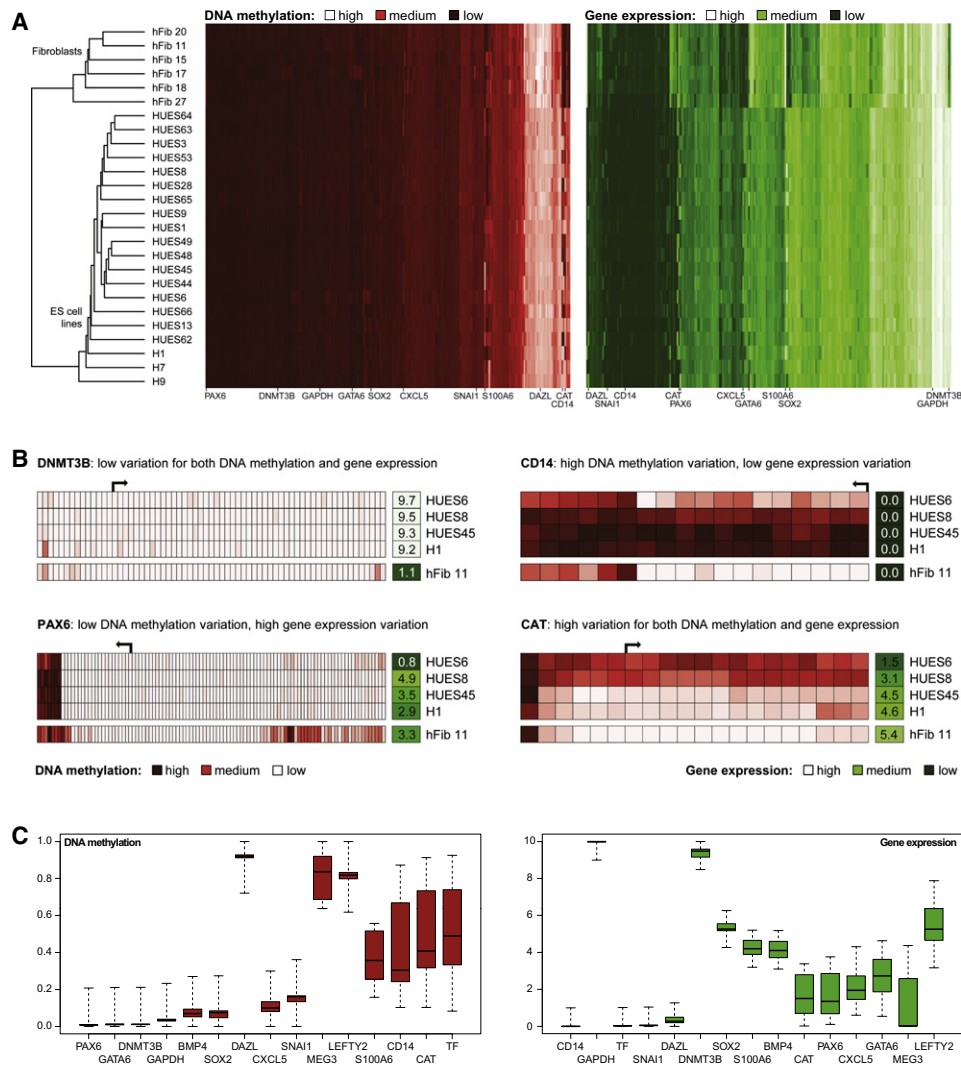 A
DNA methylation: high medium low
Gene expression: high medium low
Fibroblasts
hFib 20
hFib 11
hFib 15
hFib 17
hFib 18
hFib 27
HUES64
HUES63
HUES3
HUES53
HUES8
HUES28
HUES65
HUES9
HUES1
HUES49
HUES48
HUES45
HUES44
HUES6
HUES66
HUES13
HUES62
H1
H7
H9
ES cell
lines
PAX6 DNMT3B GAPDH GATA6 SOX2 CXCL5 SNAI1 S100A6 DAZL CAT
CD14
DAZL CD14 CAT CXCL5 S100A6 DNMT3B
SNAI1 PAX6 GATA6 SOX2 GAPDH
B
DNMT3B: low variation for both DNA methylation and gene expression
9.7 HUES6
9.5 HUES8
9.3 HUES45
9.2 H1
1.1 hFib 11
CD14: high DNA methylation variation, low gene expression variation
0.0 HUES6
0.0 HUES8
0.0 HUES45
0.0 H1
0.0 hFib 11
PAX6: low DNA methylation variation, high gene expression variation
0.8 HUES6
4.9 HUES8
3.5 HUES45
2.9 H1
3.3 hFib 11
CAT: high variation for both DNA methylation and gene expression
1.5 HUES6
3.1 HUES8
4.5 HUES45
4.6 H1
5.4 hFib 11
DNA methylation: high medium low
Gene expression: high medium low
C
DNA methylation
1.0
0.8
0.6
0.4
0.2
0.0
PAX6 DNMT3B BMP4 DAZL SNAI1 LEFTY2 CD14 TF
GATA6 GAPDH SOX2 CXCL5 MEG3 S100A6 CAT
Gene expression
10
8
6
4
2
0
CD14 TF DAZL SOX2 BMP4 PAX6 GATA6 LEFTY2
GAPDH SNAI1 DNMT3B S100A6 CAT CXCL5 MEG3